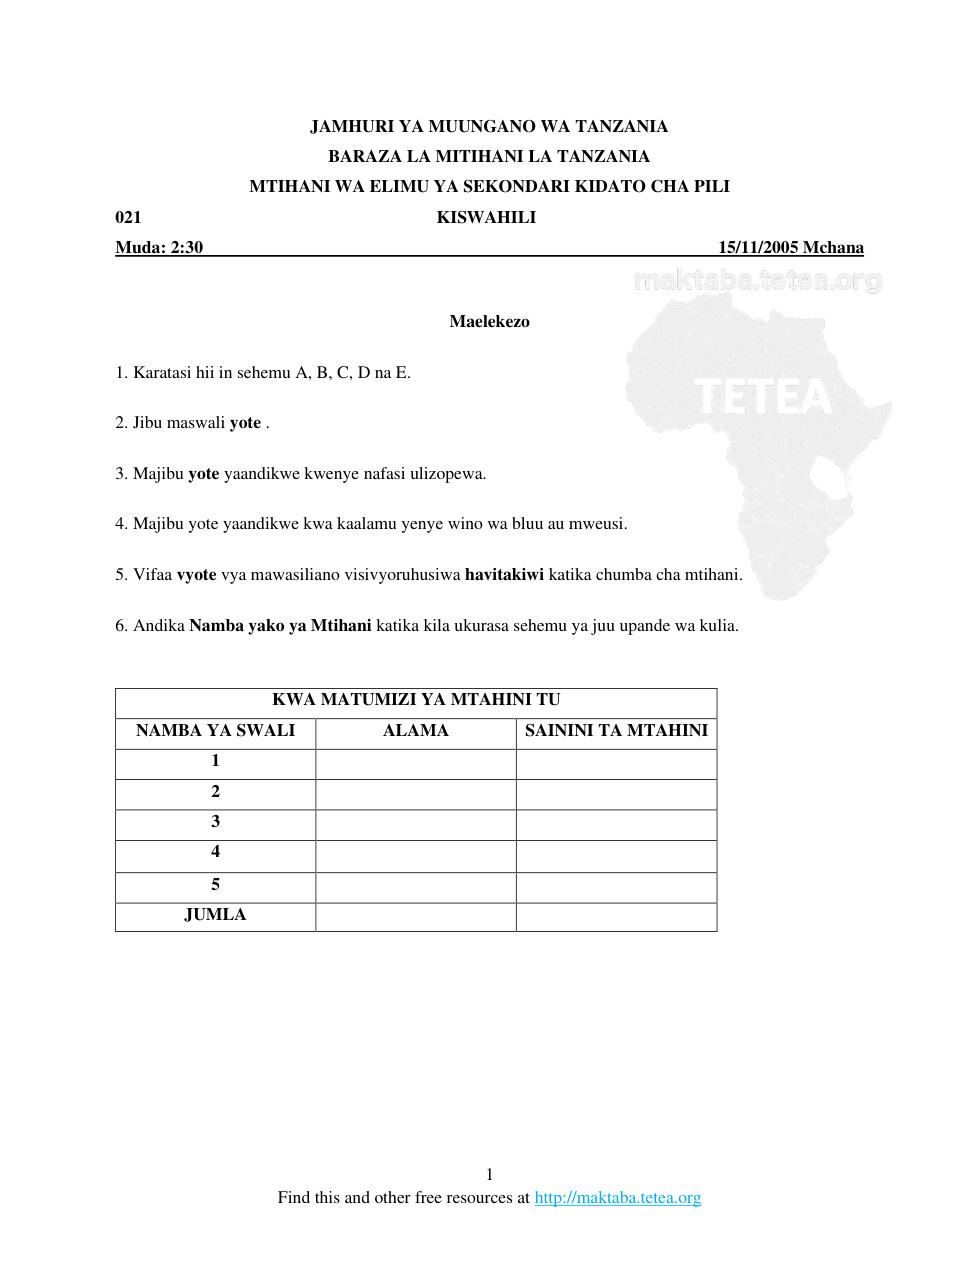 JAMHURI YA MUUNGANO WA TANZANIA
BARAZA LA MITIHANI LA TANZANIA
MTIHANI WA ELIMU YA SEKONDARI KIDATO CHA PILI
021 KISWAHILI
Muda: 2:30 15/11/2005 Mchana
maktaba.tetea.org
Maelekezo
1. Karatasi hii in sehemu A, B, C, D na E.
TETEA
2. Jibu maswali yote .
3. Majibu yote yaandikwe kwenye nafasi ulizopewa.
4. Majibu yote yaandikwe kwa kaalamu yenye wino wa bluu au mweusi.
5. Vifaa vyote vya mawasiliano visivyoruhusiwa havitakiwi katika chumba cha mtihani.
6. Andika Namba yako ya Mtihani katika kila ukurasa sehemu ya juu upande wa kulia.
KWA MATUMIZI YA MTAHINI TU
NAMBA YA SWALI ALAMA SAININI TA MTAHINI
1
2
3
4
5
JUMLA
1
Find this and other free resources at http://maktaba.tetea.org